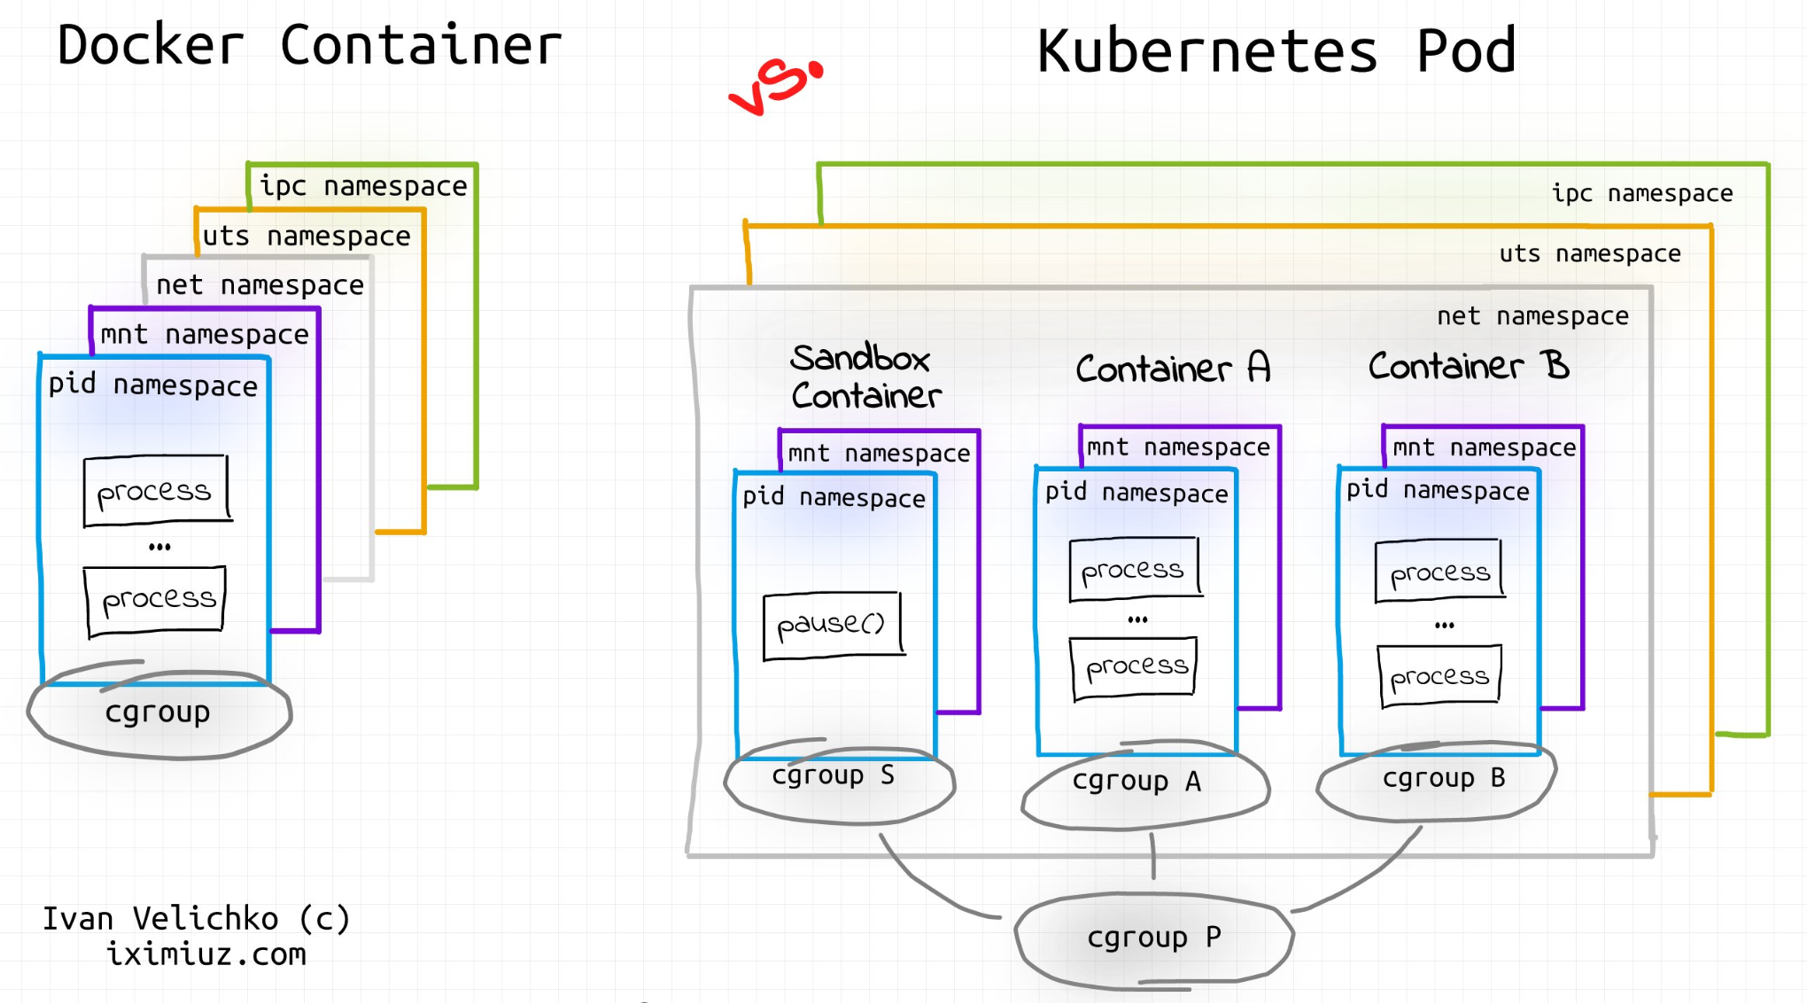 Docker Container
vs.
Kubernetes Pod
ipc namespace
uts namespace
net namespace
mnt namespace
pid namespace
process
...
process
cgroup
ipc namespace
uts namespace
net namespace
Sandbox
Container
mnt namespace
pid namespace
pause()
cgroup S
Container A
mnt namespace
pid namespace
process
...
process
cgroup A
Container B
mnt namespace
pid namespace
process
...
process
cgroup B
cgroup P
Ivan Velichko (c)
iximiuz.com